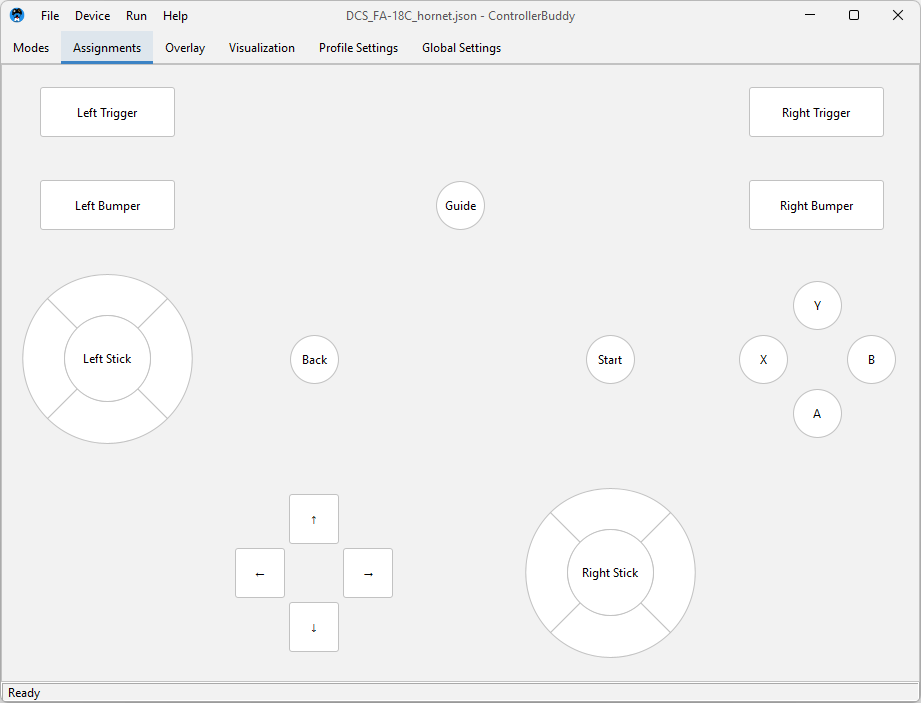 File Device Run Help DCS_FA-18C_hornet.json - ControllerBuddy
Modes Assignments Overlay Visualization Profile Settings Global Settings
Left Trigger Right Trigger
Left Bumper Guide Right Bumper
Y
Left Stick Back Start X B
A
↑
← Right Stick →
↓
Ready